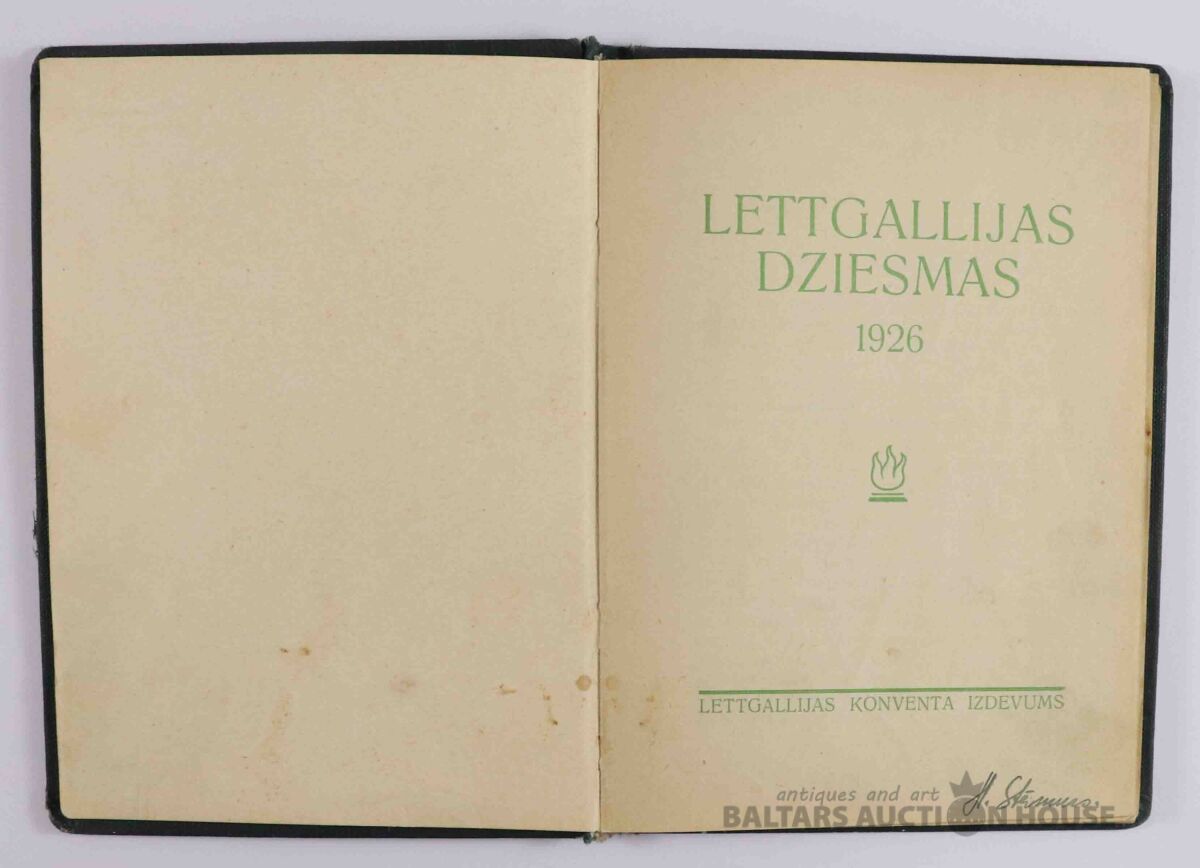 LETTGALLIJAS
DZIESMAS
1926
LETTGALLIJAS KONVENTA IZDEVUMS
antiques and art
BALTARS AUCTION HOUSE